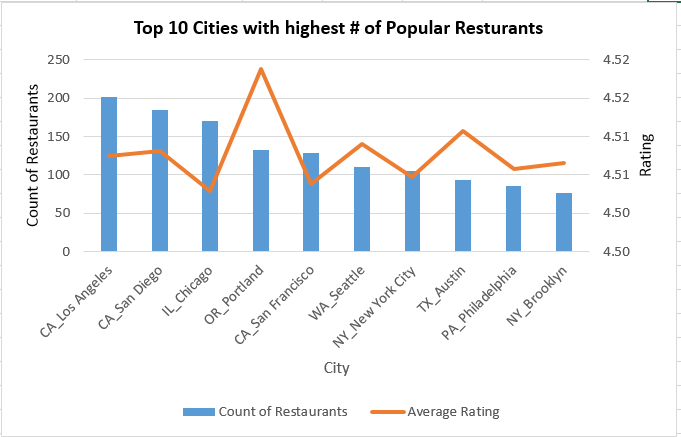 Top 10 Cities with highest # of Popular Resturants
250
200
150
100
50
0
Count of Restaurants
4.52
4.52
4.51
4.51
4.50
4.50
Rating
CA_Los Angeles
CA_San Diego
IL_Chicago
OR_Portland
CA_San Francisco
WA_Seattle
NY_New York City
TX_Austin
PA_Philadelphia
NY_Brooklyn
City
Count of Restaurants
Average Rating